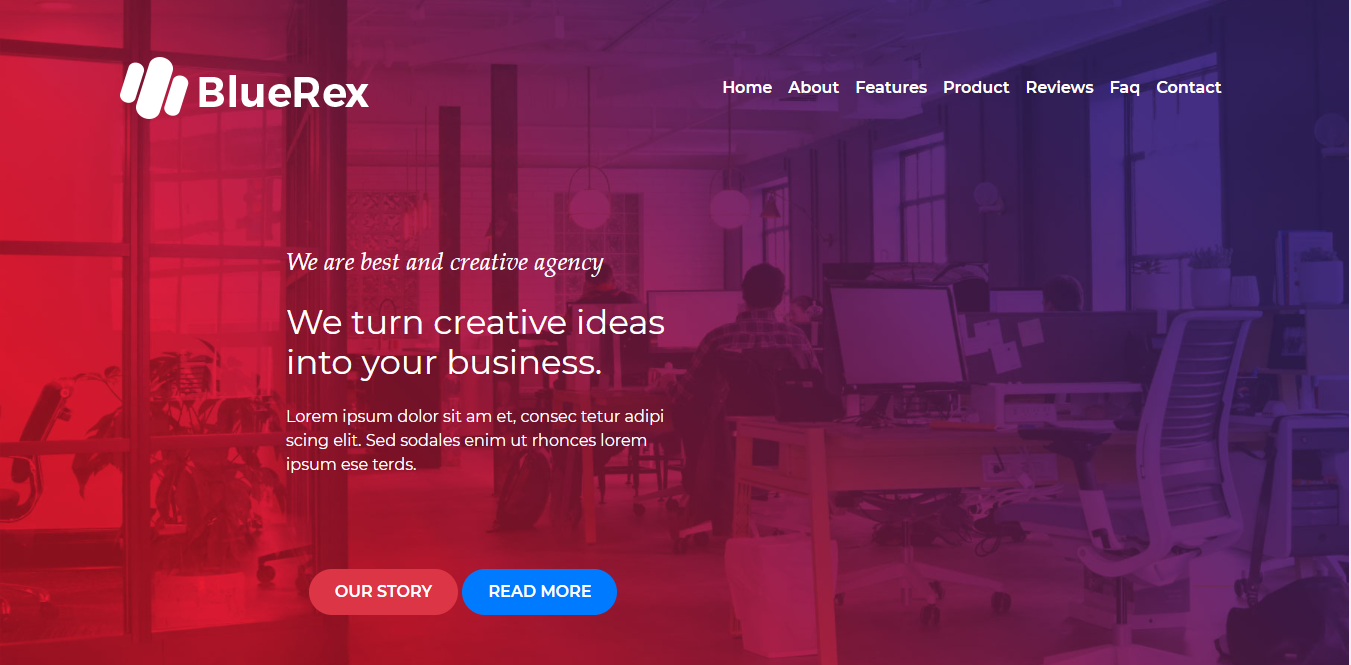 BlueRex
Home About Features Product Reviews Faq Contact
We are best and creative agency
We turn creative ideas
into your business.
Lorem ipsum dolor sit am et, consec tetur adipi
scing elit. Sed sodales enim ut rhonces lorem
ipsum ese terds.
OUR STORY READ MORE